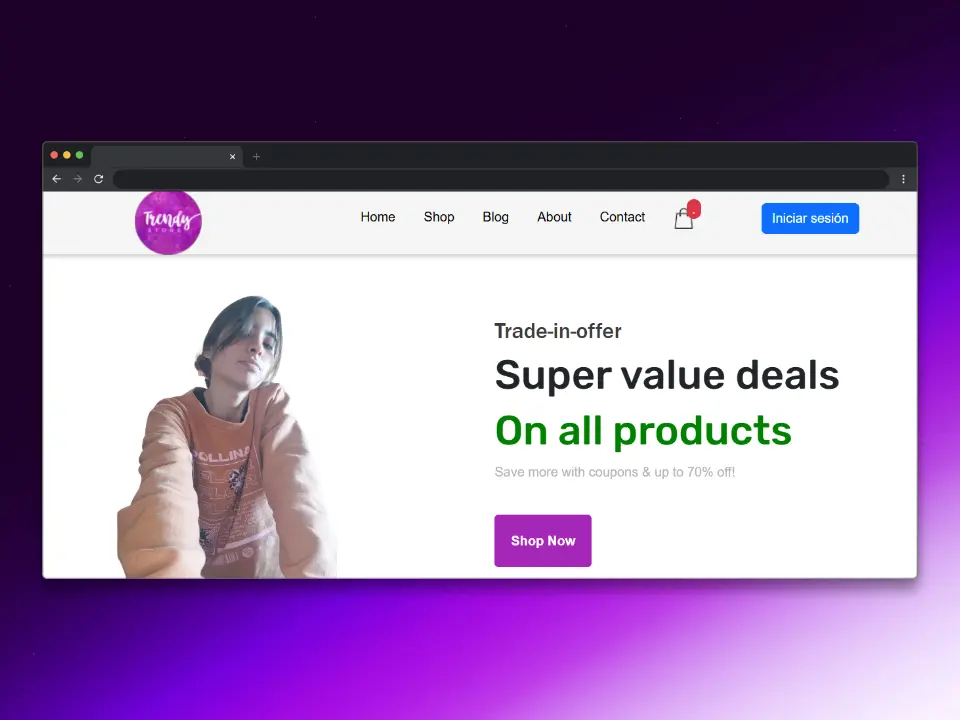 Trendy
STORE
Home Shop Blog About Contact
Iniciar sesión
Trade-in-offer
Super value deals
On all products
Save more with coupons & up to 70% off!
Shop Now